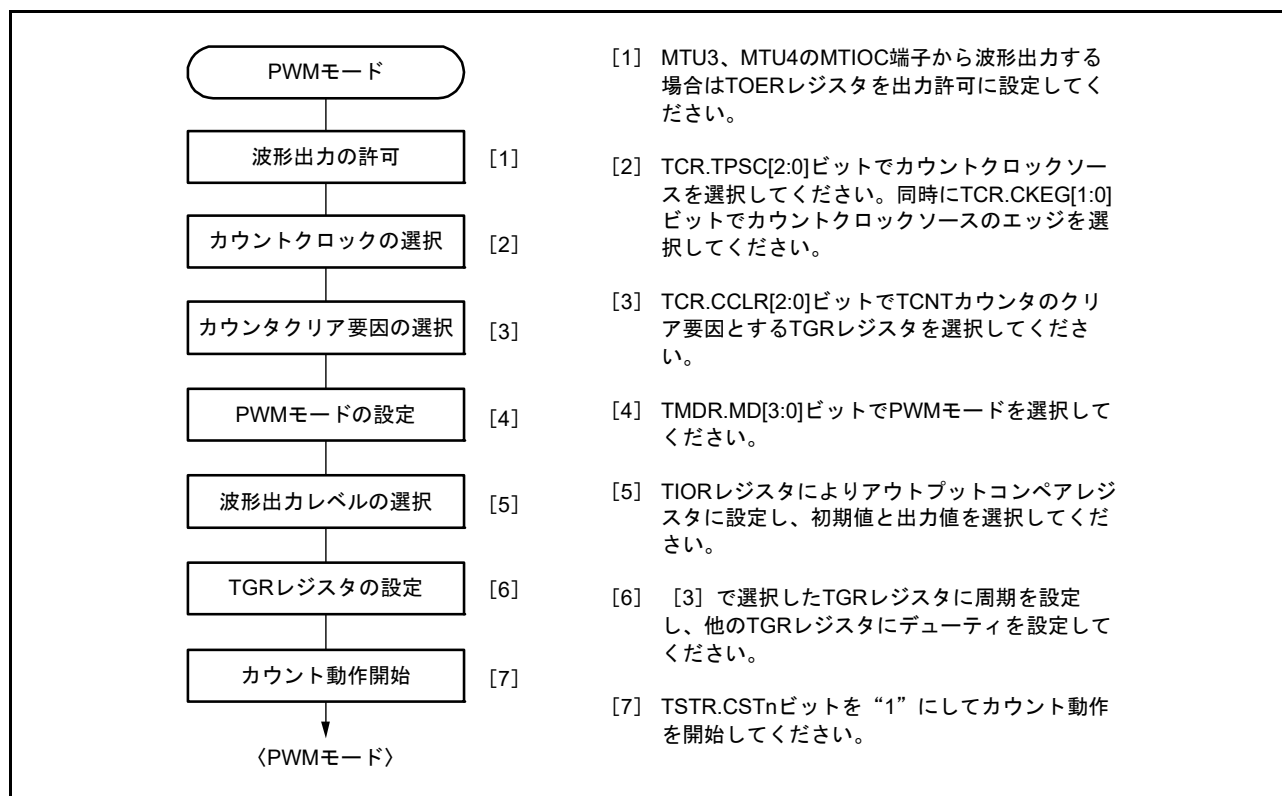 PWMモード
波形出力の許可 [1]
カウントクロックの選択 [2]
カウンタクリア要因の選択 [3]
PWMモードの設定 [4]
波形出力レベルの選択 [5]
TGRレジスタの設定 [6]
カウント動作開始 [7]
〈PWMモード〉
[1] MTU3、MTU4のMTIOC端子から波形出力する
場合はTOERレジスタを出力許可に設定してく
ださい。
[2] TCR.TPSC[2:0]ビットでカウントクロックソー
スを選択してください。同時にTCR.CKEG[1:0]
ビットでカウントクロックソースのエッジを選
択してください。
[3] TCR.CCLR[2:0]ビットでTCNTカウンタのクリ
ア要因とするTGRレジスタを選択してくださ
い。
[4] TMDR.MD[3:0]ビットでPWMモードを選択して
ください。
[5] TIORレジスタによりアウトプットコンペアレジ
スタに設定し、初期値と出力値を選択してくだ
さい。
[6] [3]で選択したTGRレジスタに周期を設定
し、他のTGRレジスタにデューティを設定して
ください。
[7] TSTR.CSTnビットを“1”にしてカウント動作
を開始してください。